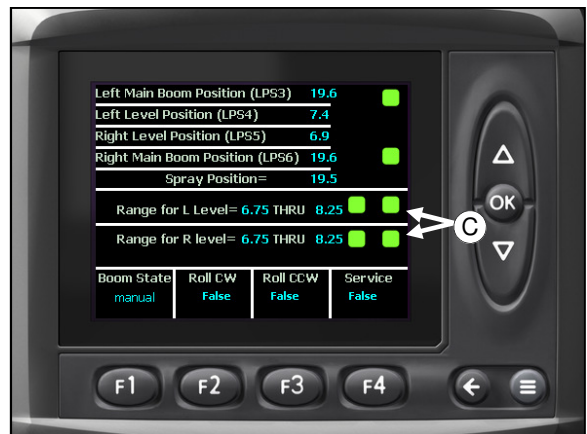 Left Main Boom Position (LPS3) 19.6
Left Level Position (LPS4) 7.4
Right Level Position (LPS5) 6.9
Right Main Boom Position (LPS6) 19.6
Spray Position= 19.5
Range for L Level= 6.75 THRU 8.25
Range for R level= 6.75 THRU 8.25
C
Boom State Roll CW Roll CCW Service
manual False False False
OK
F1 F2 F3 F4